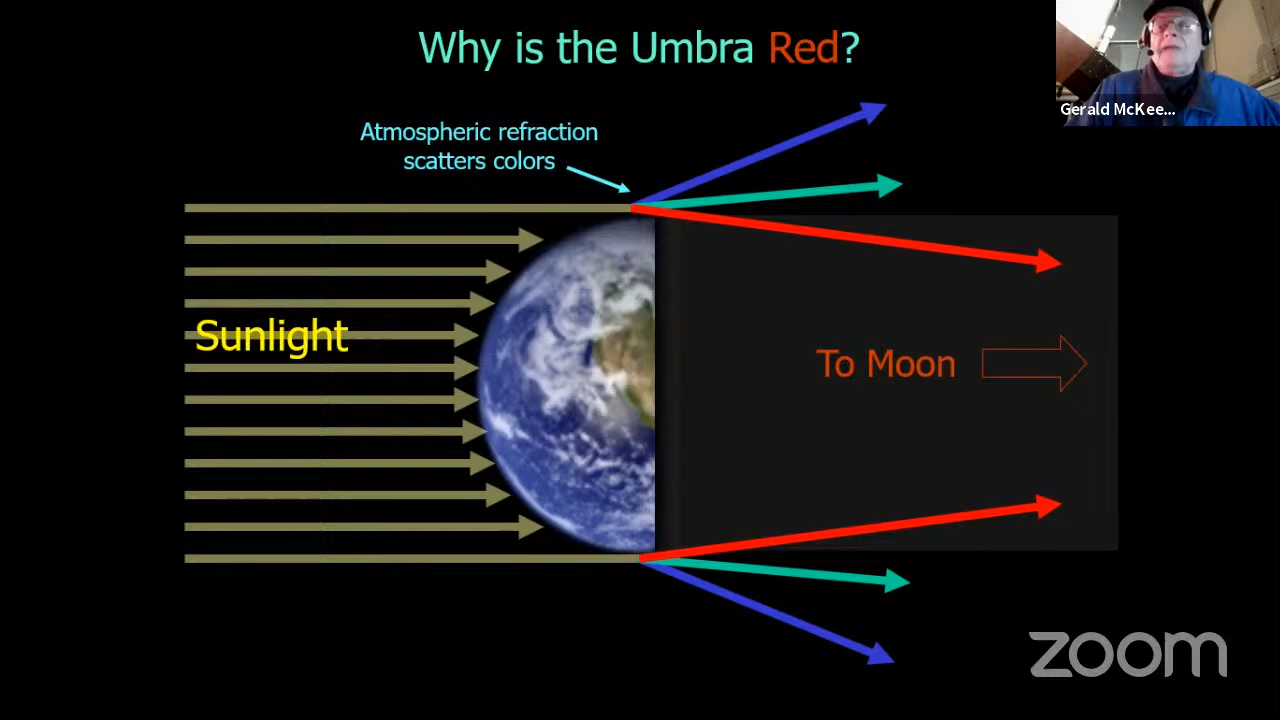 Why is the Umbra Red?
Gerald McKee...
Atmospheric refraction
scatters colors
Sunlight
To Moon
zoom